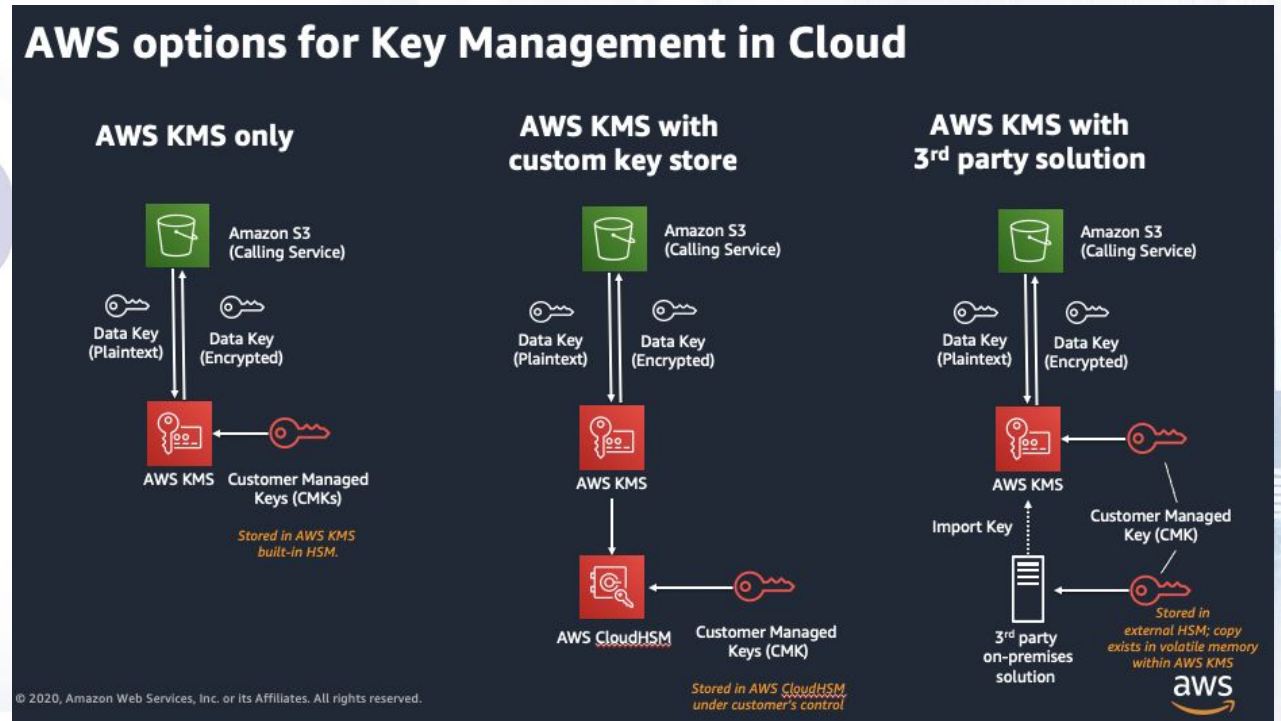 AWS options for Key Management in Cloud
AWS KMS only
Amazon S3
(Calling Service)
Data Key
(Plaintext)
Data Key
(Encrypted)
AWS KMS
Customer Managed
Keys (CMKs)
Stored in AWS KMS
built-in HSM.
AWS KMS with
custom key store
Amazon S3
(Calling Service)
Data Key
(Plaintext)
Data Key
(Encrypted)
AWS KMS
AWS CloudHSM
Customer Managed
Keys (CMK)
Stored in AWS CloudHSM
under customer's control
AWS KMS with
3rd party solution
Amazon S3
(Calling Service)
Data Key
(Plaintext)
Data Key
(Encrypted)
AWS KMS
Import Key
Customer Managed
Key (CMK)
3rd party
on-premises
solution
Stored in
external HSM; copy
exists in volatile memory
within AWS KMS
© 2020, Amazon Web Services, Inc. or its Affiliates. All rights reserved.
aws